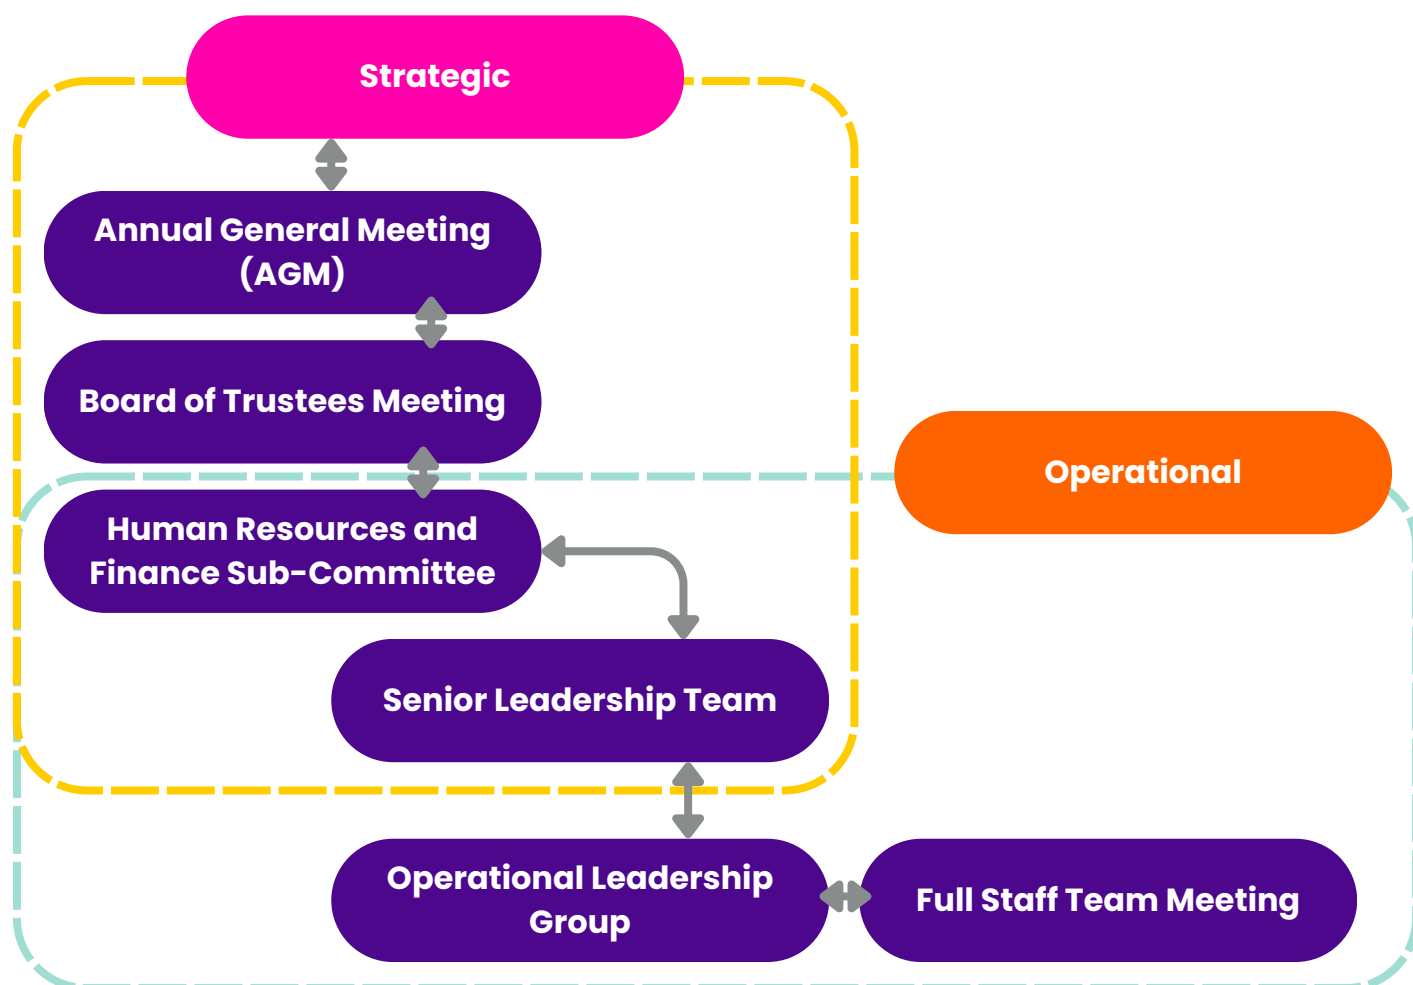 Strategic
Annual General Meeting
(AGM)
Board of Trustees Meeting
Operational
Human Resources and
Finance Sub-Committee
Senior Leadership Team
Operational Leadership
Group
Full Staff Team Meeting